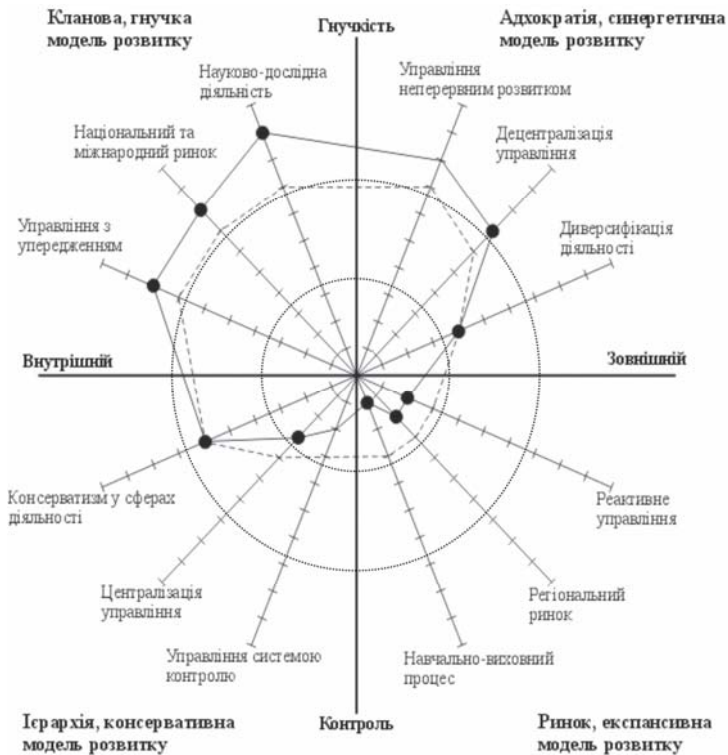 Кланова, гнучка
модель розвитку
Гнучкість
Адхократія, синергетична
модель розвитку
Науково-дослідна
діяльність
Управління
неперервним розвитком
Національний та
міжнародний ринок
Децентралізація
управління
Управління з
упередженням
Диверсифікація
діяльності
Внутрішній
Зовнішній
Консерватизм у сферах
діяльності
Реактивне
управління
Централізація
управління
Регіональний
ринок
Управління системою
контролю
Навчально-виховний
процес
Ієрархія, консервативна
модель розвитку
Контроль
Ринок, експансивна
модель розвитку